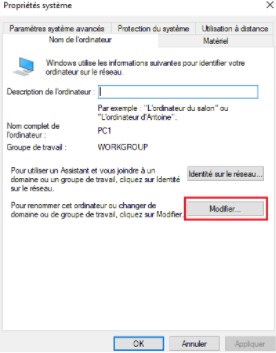 Propriétés système
Paramètres système avancés
Protection du système
Utilisation à distance
Nom de l'ordinateur
Matériel
Windows utilise les informations suivantes pour identifier votre
ordinateur sur le réseau.
Description de l'ordinateur :
Par exemple : "L'ordinateur du salon" ou
"L'ordinateur d'Antoine".
Nom complet de
l'ordinateur :
PC1
Groupe de travail :
WORKGROUP
Pour utiliser un Assistant et vous joindre à un
domaine ou un groupe de travail, cliquez sur Identité
sur le réseau.
Identité sur le réseau...
Pour renommer cet ordinateur ou changer de
domaine ou de groupe de travail, cliquez sur Modifier.
Modifier...
OK
Annuler
Appliquer